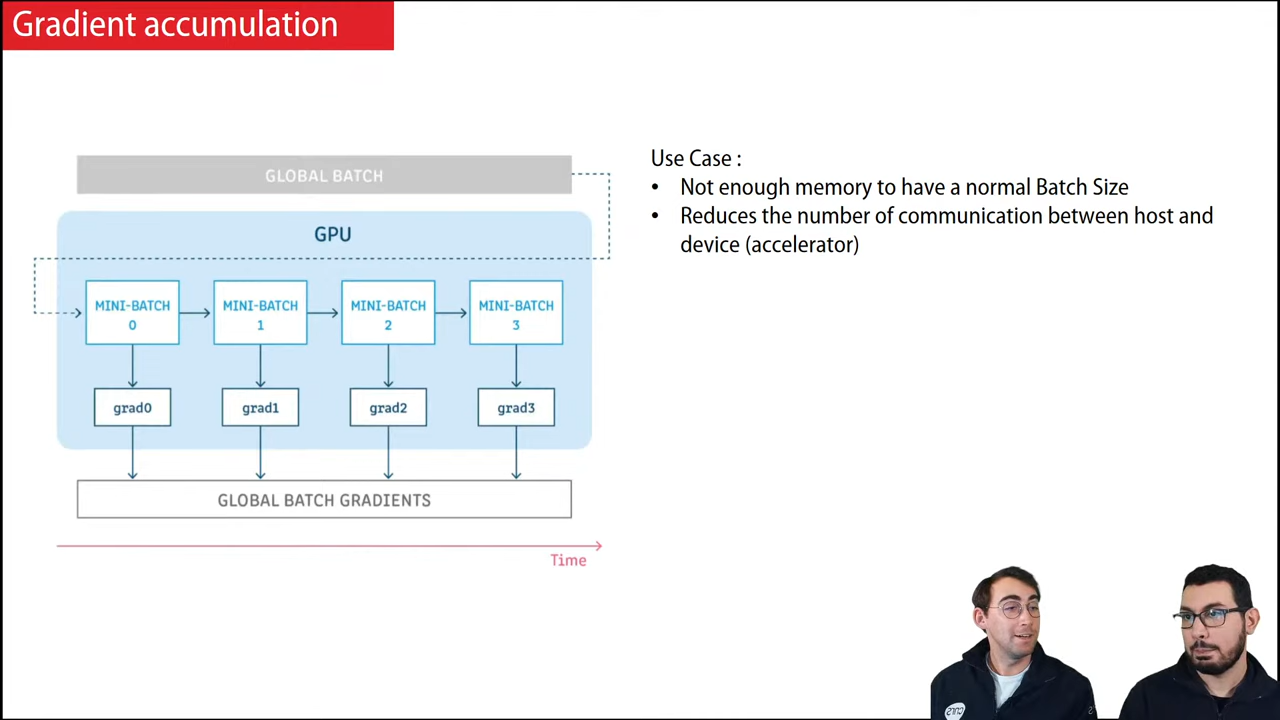 Gradient accumulation
GLOBAL BATCH
GPU
MINI-BATCH 0
MINI-BATCH 1
MINI-BATCH 2
MINI-BATCH 3
grad0
grad1
grad2
grad3
GLOBAL BATCH GRADIENTS
Time
Use Case :
• Not enough memory to have a normal Batch Size
• Reduces the number of communication between host and
device (accelerator)